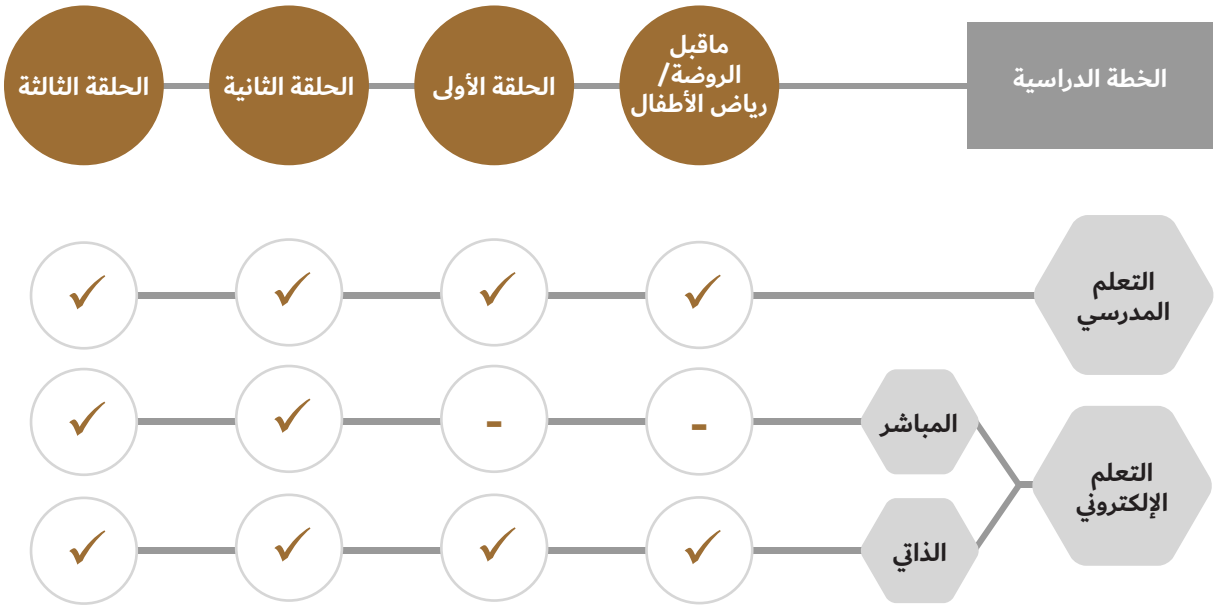 الخطة الدراسية
ماقبل
الروضة/
رياض الأطفال
الحلقة الأولى
الحلقة الثانية
الحلقة الثالثة
التعلم
المدرسي
✓ ✓ ✓ ✓
التعلم
الإلكتروني
المباشر
- - ✓ ✓
الذاتي
✓ ✓ ✓ ✓